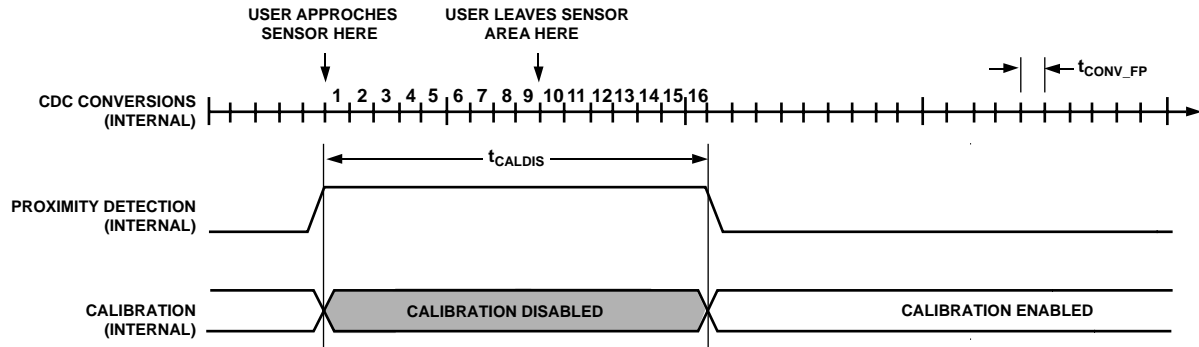 USER APPROCHES
SENSOR HERE
USER LEAVES SENSOR
AREA HERE
tCONV_FP
CDC CONVERSIONS
(INTERNAL)
1 2 3 4 5 6 7 8 9 10 11 12 13 14 15 16
tCALDIS
PROXIMITY DETECTION
(INTERNAL)
CALIBRATION
(INTERNAL)
CALIBRATION DISABLED
CALIBRATION ENABLED